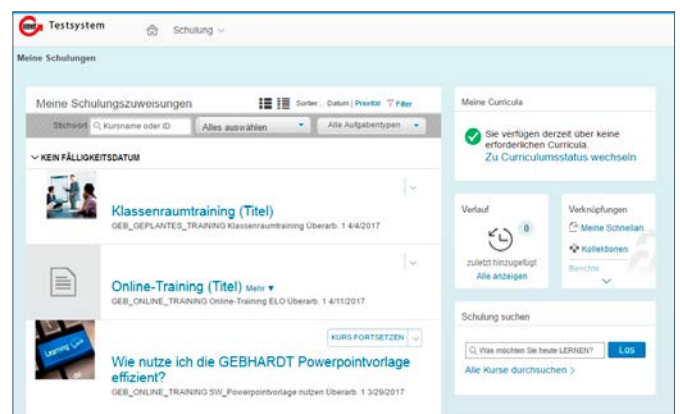 Testsystem
Schulung
Meine Schulungen
Meine Schulungszuweisungen
Sortier... Datum | Priorität Filter
Stichwort Kursname oder ID Alles auswählen Alle Aufgabentypen
KEIN FÄLLIGKEITSDATUM
Klassenraumtraining (Titel)
GEB_GEPLANTES_TRAINING Klassenraumtraining Überarb. 1 4/4/2017
Online-Training (Titel) Mehr
GEB_ONLINE_TRAINING Online-Training ELO Überarb. 1 4/11/2017
Learning
KURS FORTSETZEN
Wie nutze ich die GEBHARDT Powerpointvorlage
effizient?
GEB_ONLINE_TRAINING SW_Powerpointvorlage nutzen Überarb. 1 3/29/2017
Meine Curricula
Sie verfügen derzeit über keine
erforderlichen Curricula.
Zu Curriculumsstatus wechseln
Verlauf
0
zuletzt hinzugefügt
Alle anzeigen
Verknüpfungen
Meine Schnellan
Kollektionen
Berichte
Schulung suchen
Was möchten Sie heute LERNEN? Los
Alle Kurse durchsuchen >